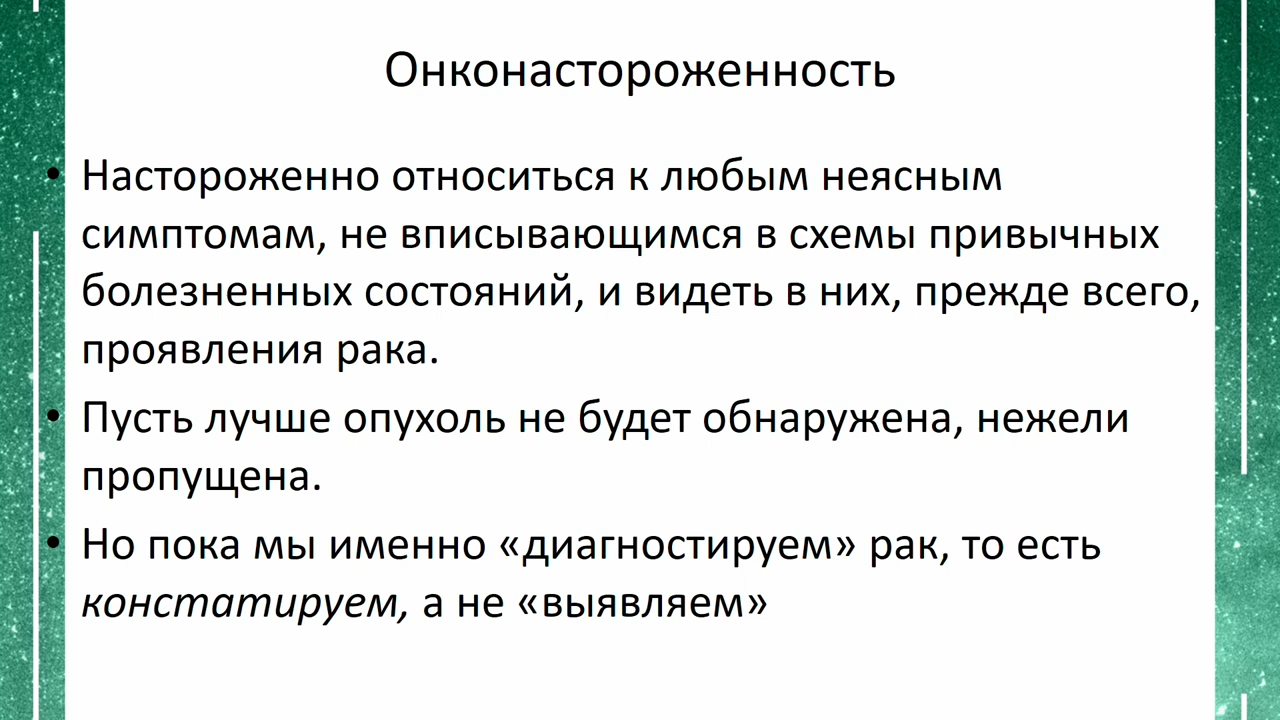 Онконастороженность
• Настороженно относиться к любым неясным
симптомам, не вписывающимся в схемы привычных
болезненных состояний, и видеть в них, прежде всего,
проявления рака.
• Пусть лучше опухоль не будет обнаружена, нежели
пропущена.
• Но пока мы именно «диагностируем» рак, то есть
констатируем, а не «выявляем»